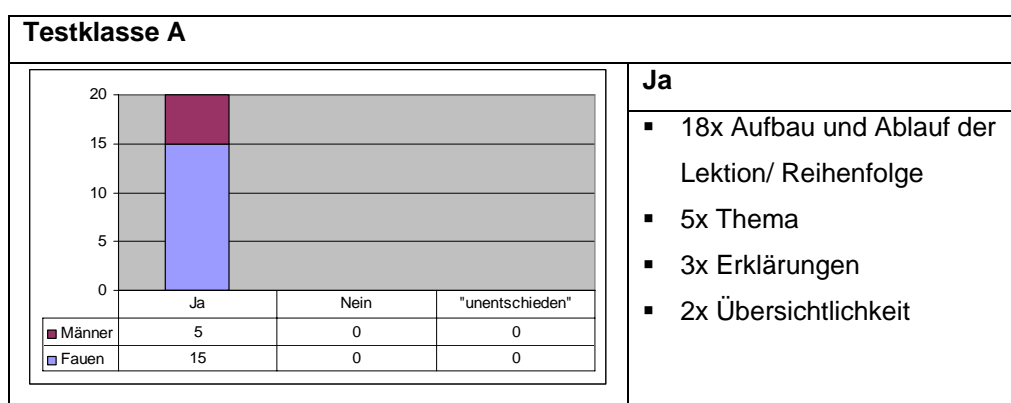 Testklasse A
20
15
10
5
0
Ja Nein "unentschieden"
Männer 5 0 0
Fauen 15 0 0
Ja
▪ 18x Aufbau und Ablauf der
Lektion/ Reihenfolge
▪ 5x Thema
▪ 3x Erklärungen
▪ 2x Übersichtlichkeit